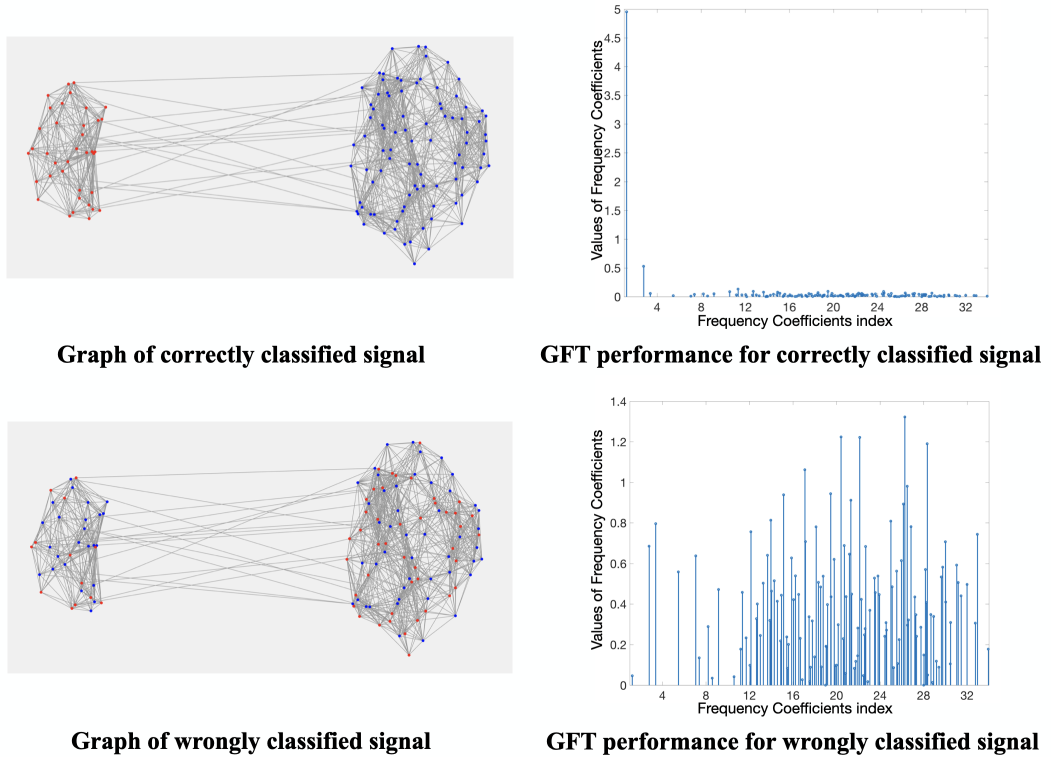 5
4.5
4
3.5
3
2.5
2
1.5
1
0.5
0
Values of Frequency Coefficients
4 8 12 16 20 24 28 32
Frequency Coefficients index
Graph of correctly classified signal
GFT performance for correctly classified signal
1.4
1.2
1
0.8
0.6
0.4
0.2
0
Values of Frequency Coefficients
4 8 12 16 20 24 28 32
Frequency Coefficients index
Graph of wrongly classified signal
GFT performance for wrongly classified signal